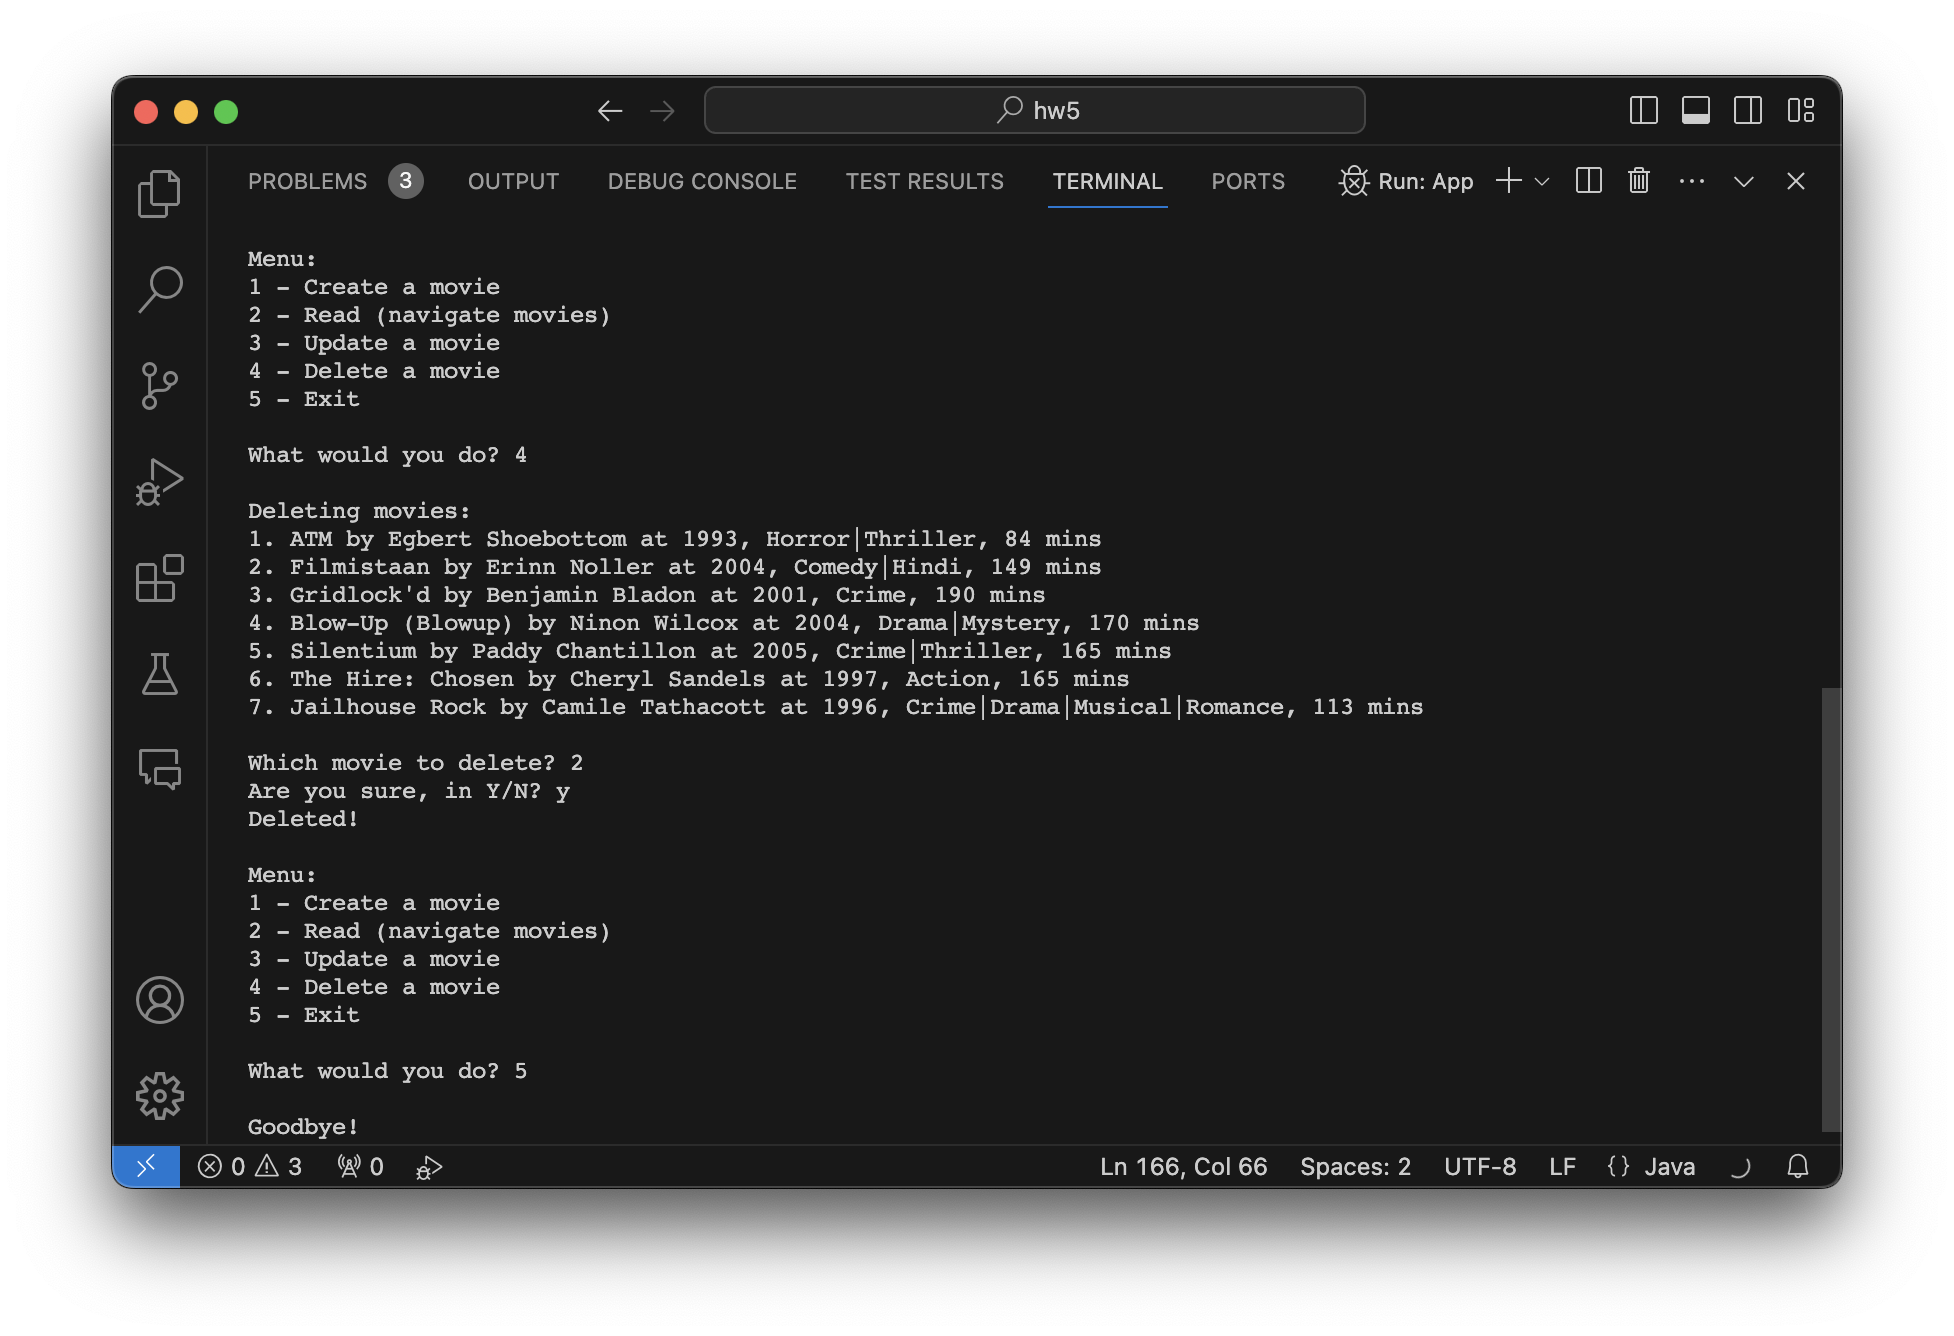 hw5
PROBLEMS 3 OUTPUT DEBUG CONSOLE TEST RESULTS TERMINAL PORTS Run: App
Menu:
1 - Create a movie
2 - Read (navigate movies)
3 - Update a movie
4 - Delete a movie
5 - Exit
What would you do? 4
Deleting movies:
1. ATM by Egbert Shoebottom at 1993, Horror|Thriller, 84 mins
2. Filmistaan by Erinn Noller at 2004, Comedy|Hindi, 149 mins
3. Gridlock'd by Benjamin Bladon at 2001, Crime, 190 mins
4. Blow-Up (Blowup) by Ninon Wilcox at 2004, Drama|Mystery, 170 mins
5. Silentium by Paddy Chantillon at 2005, Crime|Thriller, 165 mins
6. The Hire: Chosen by Cheryl Sandels at 1997, Action, 165 mins
7. Jailhouse Rock by Camile Tathacott at 1996, Crime|Drama|Musical|Romance, 113 mins
Which movie to delete? 2
Are you sure, in Y/N? y
Deleted!
Menu:
1 - Create a movie
2 - Read (navigate movies)
3 - Update a movie
4 - Delete a movie
5 - Exit
What would you do? 5
Goodbye!
0 3 0 Ln 166, Col 66 Spaces: 2 UTF-8 LF {} Java